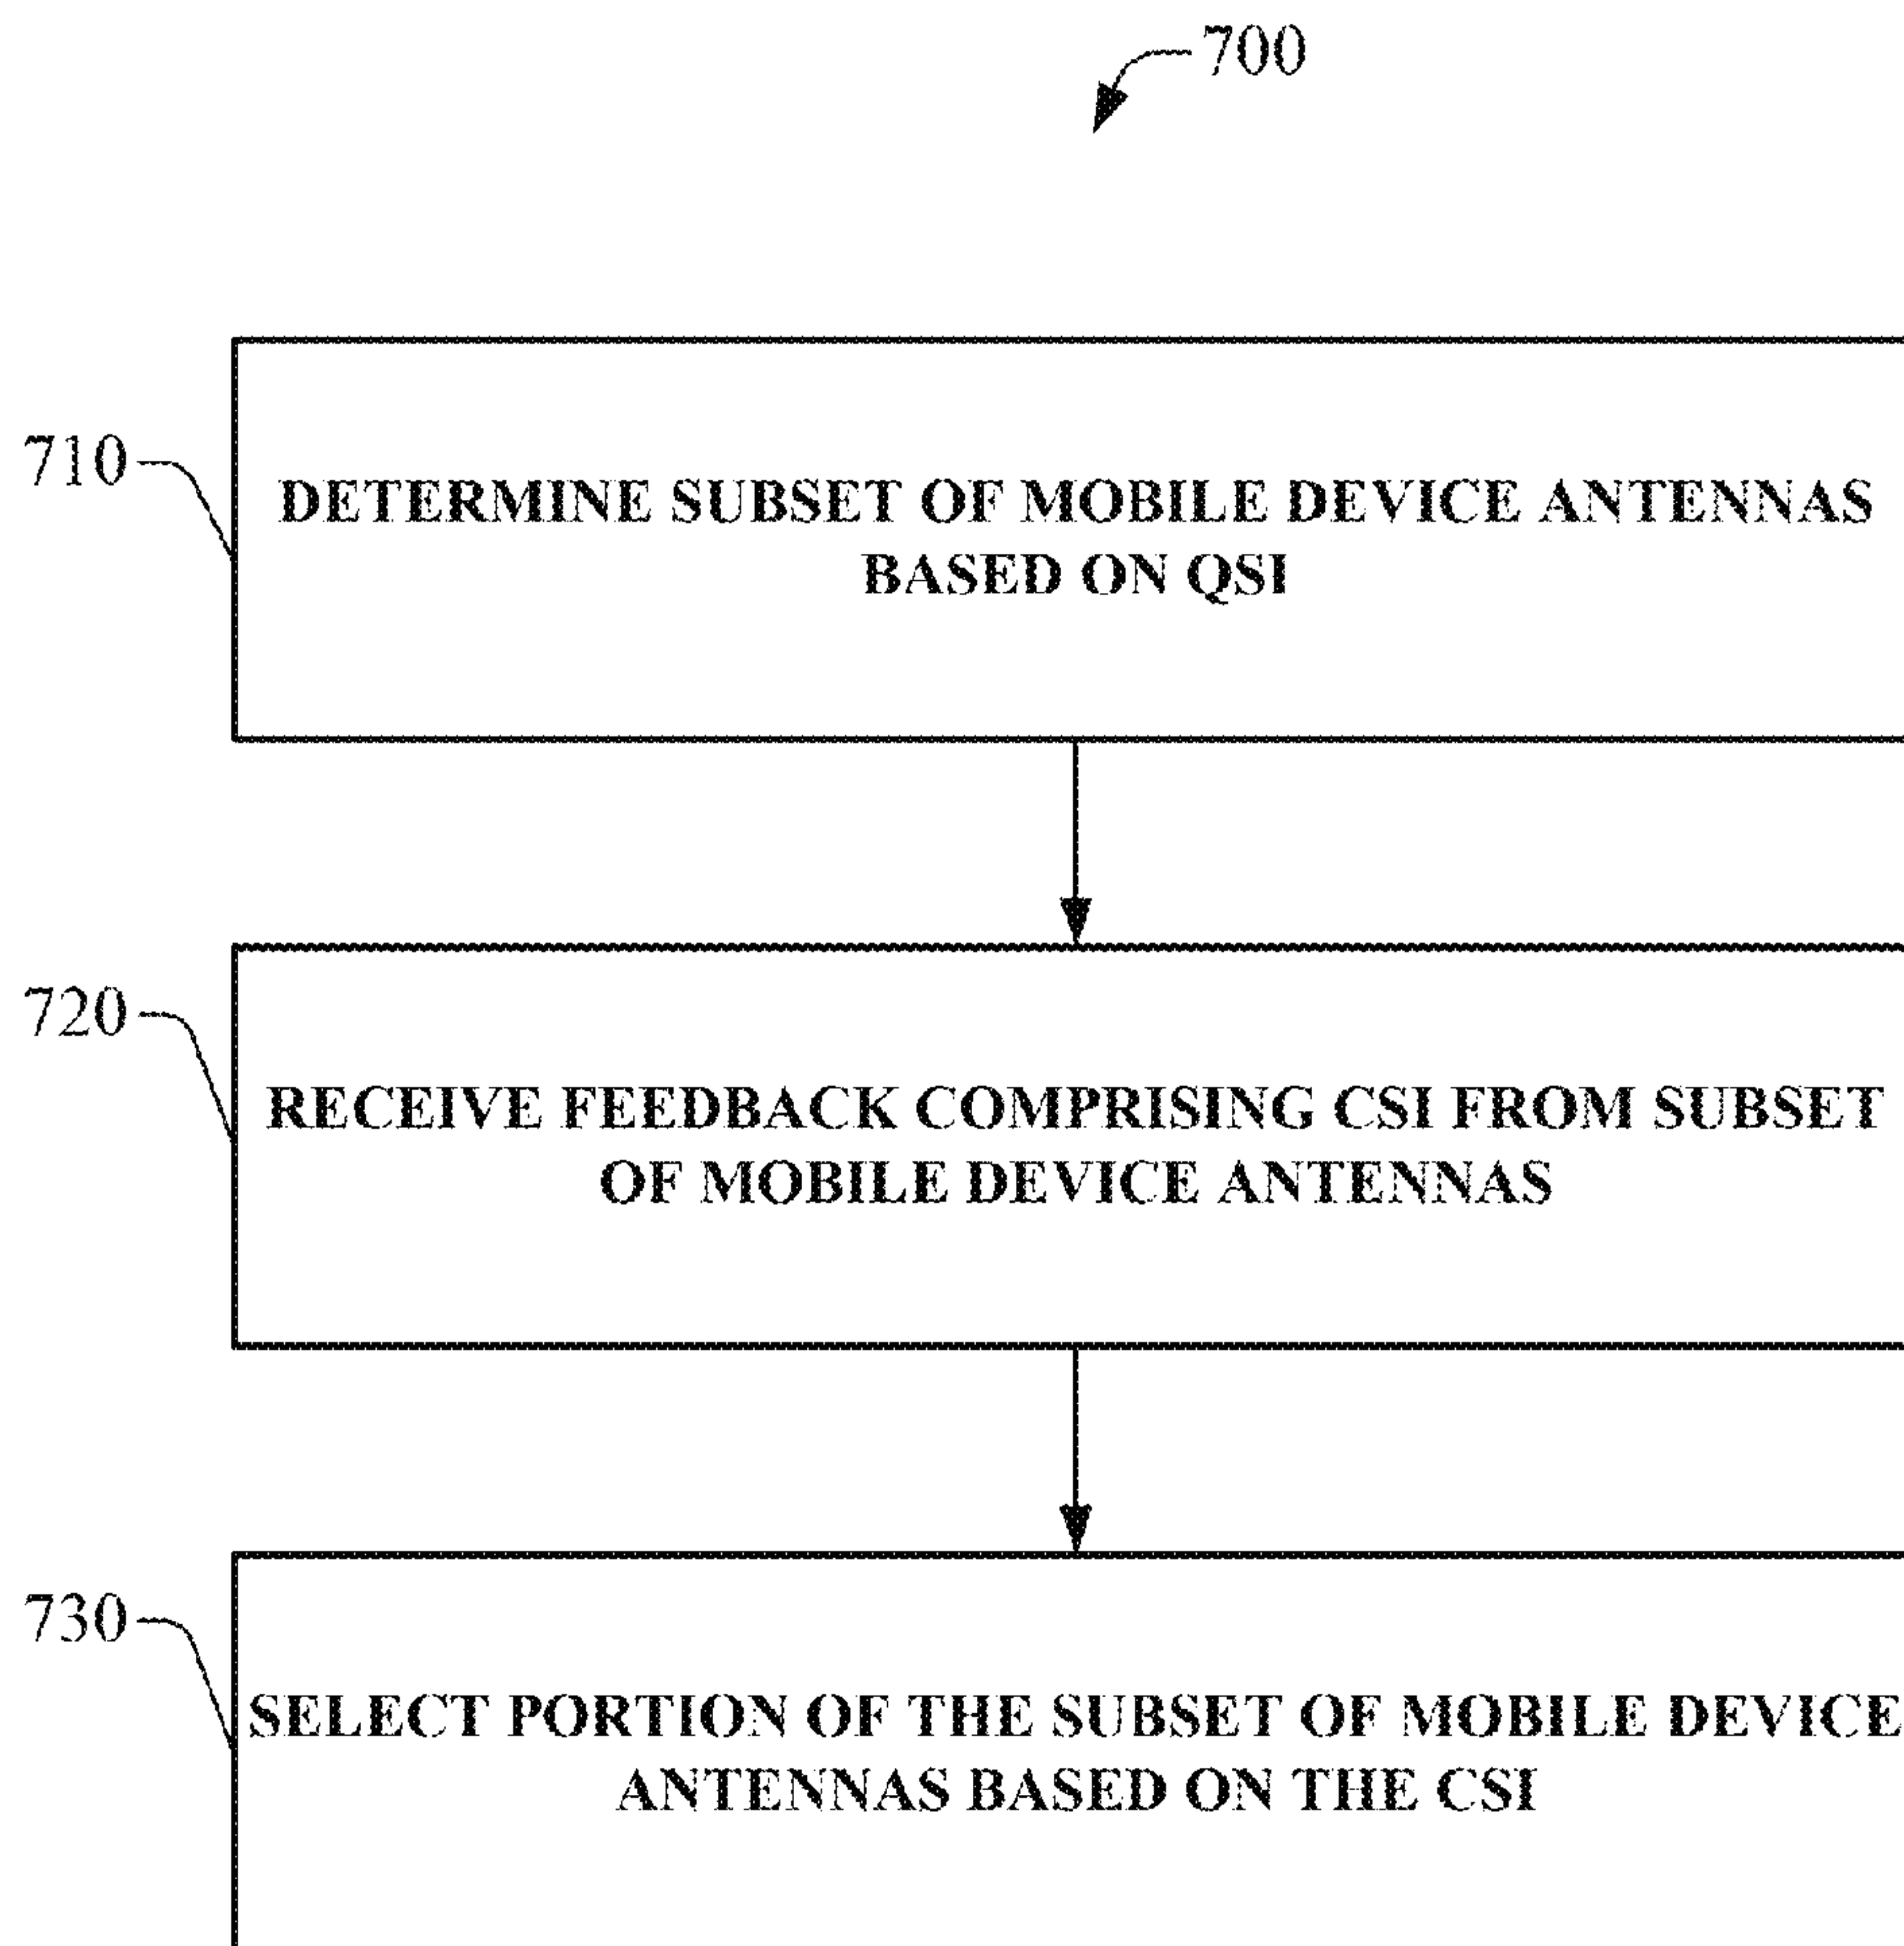 700
710
DETERMINE SUBSET OF MOBILE DEVICE ANTENNAS
BASED ON QSI
720
RECEIVE FEEDBACK COMPRISING CSI FROM SUBSET
OF MOBILE DEVICE ANTENNAS
730
SELECT PORTION OF THE SUBSET OF MOBILE DEVICE
ANTENNAS BASED ON THE CSI